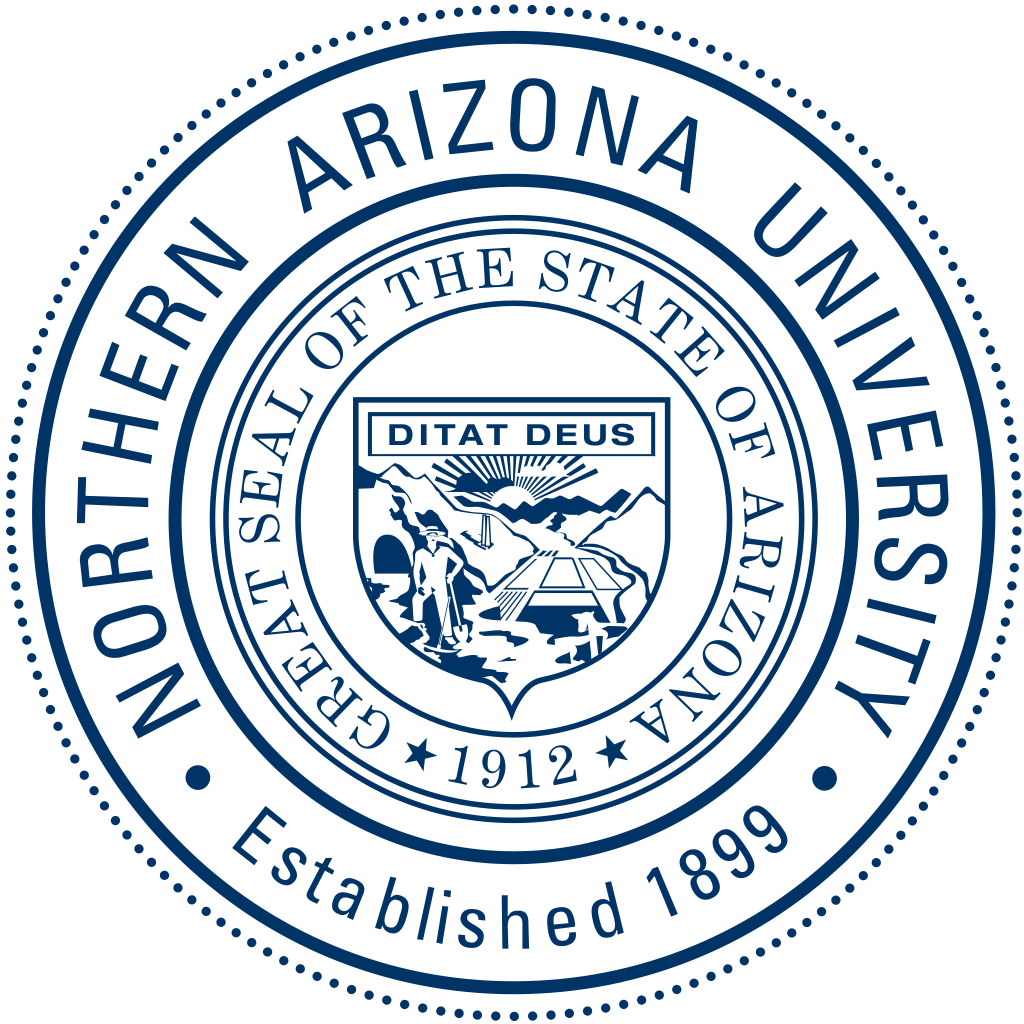 NORTHERN ARIZONA UNIVERSITY
GREAT SEAL OF THE STATE OF ARIZONA
DITAT DEUS
★ 1912 ★
• Established 1899 •